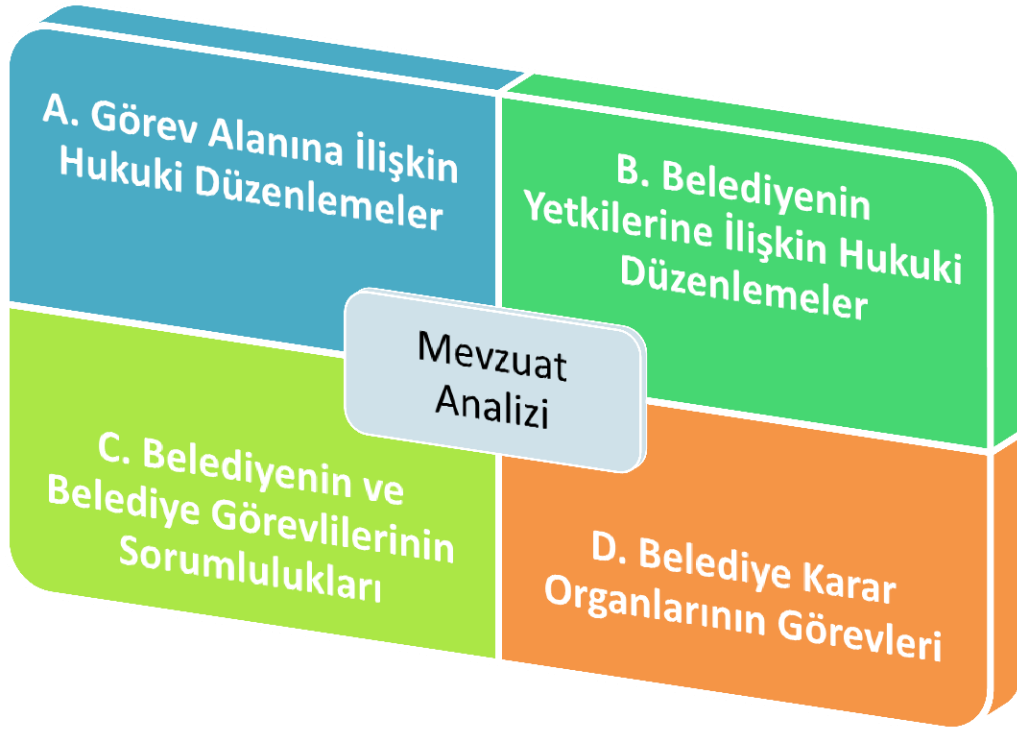 A. Görev Alanına İlişkin
Hukuki Düzenlemeler
B. Belediyenin
Yetkilerine İlişkin Hukuki
Düzenlemeler
Mevzuat
Analizi
C. Belediyenin ve
Belediye Görevlilerinin
Sorumlulukları
D. Belediye Karar
Organlarının Görevleri